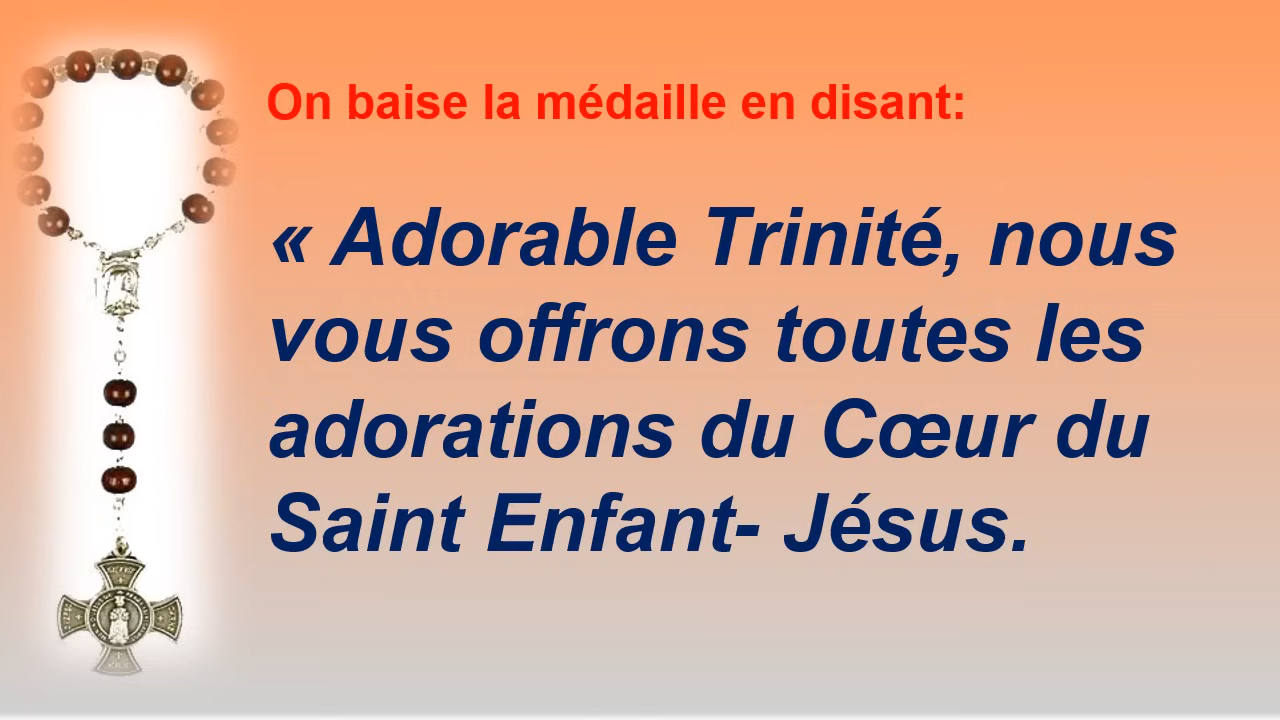 On baise la médaille en disant:
« Adorable Trinité, nous
vous offrons toutes les
adorations du Cœur du
Saint Enfant- Jésus.